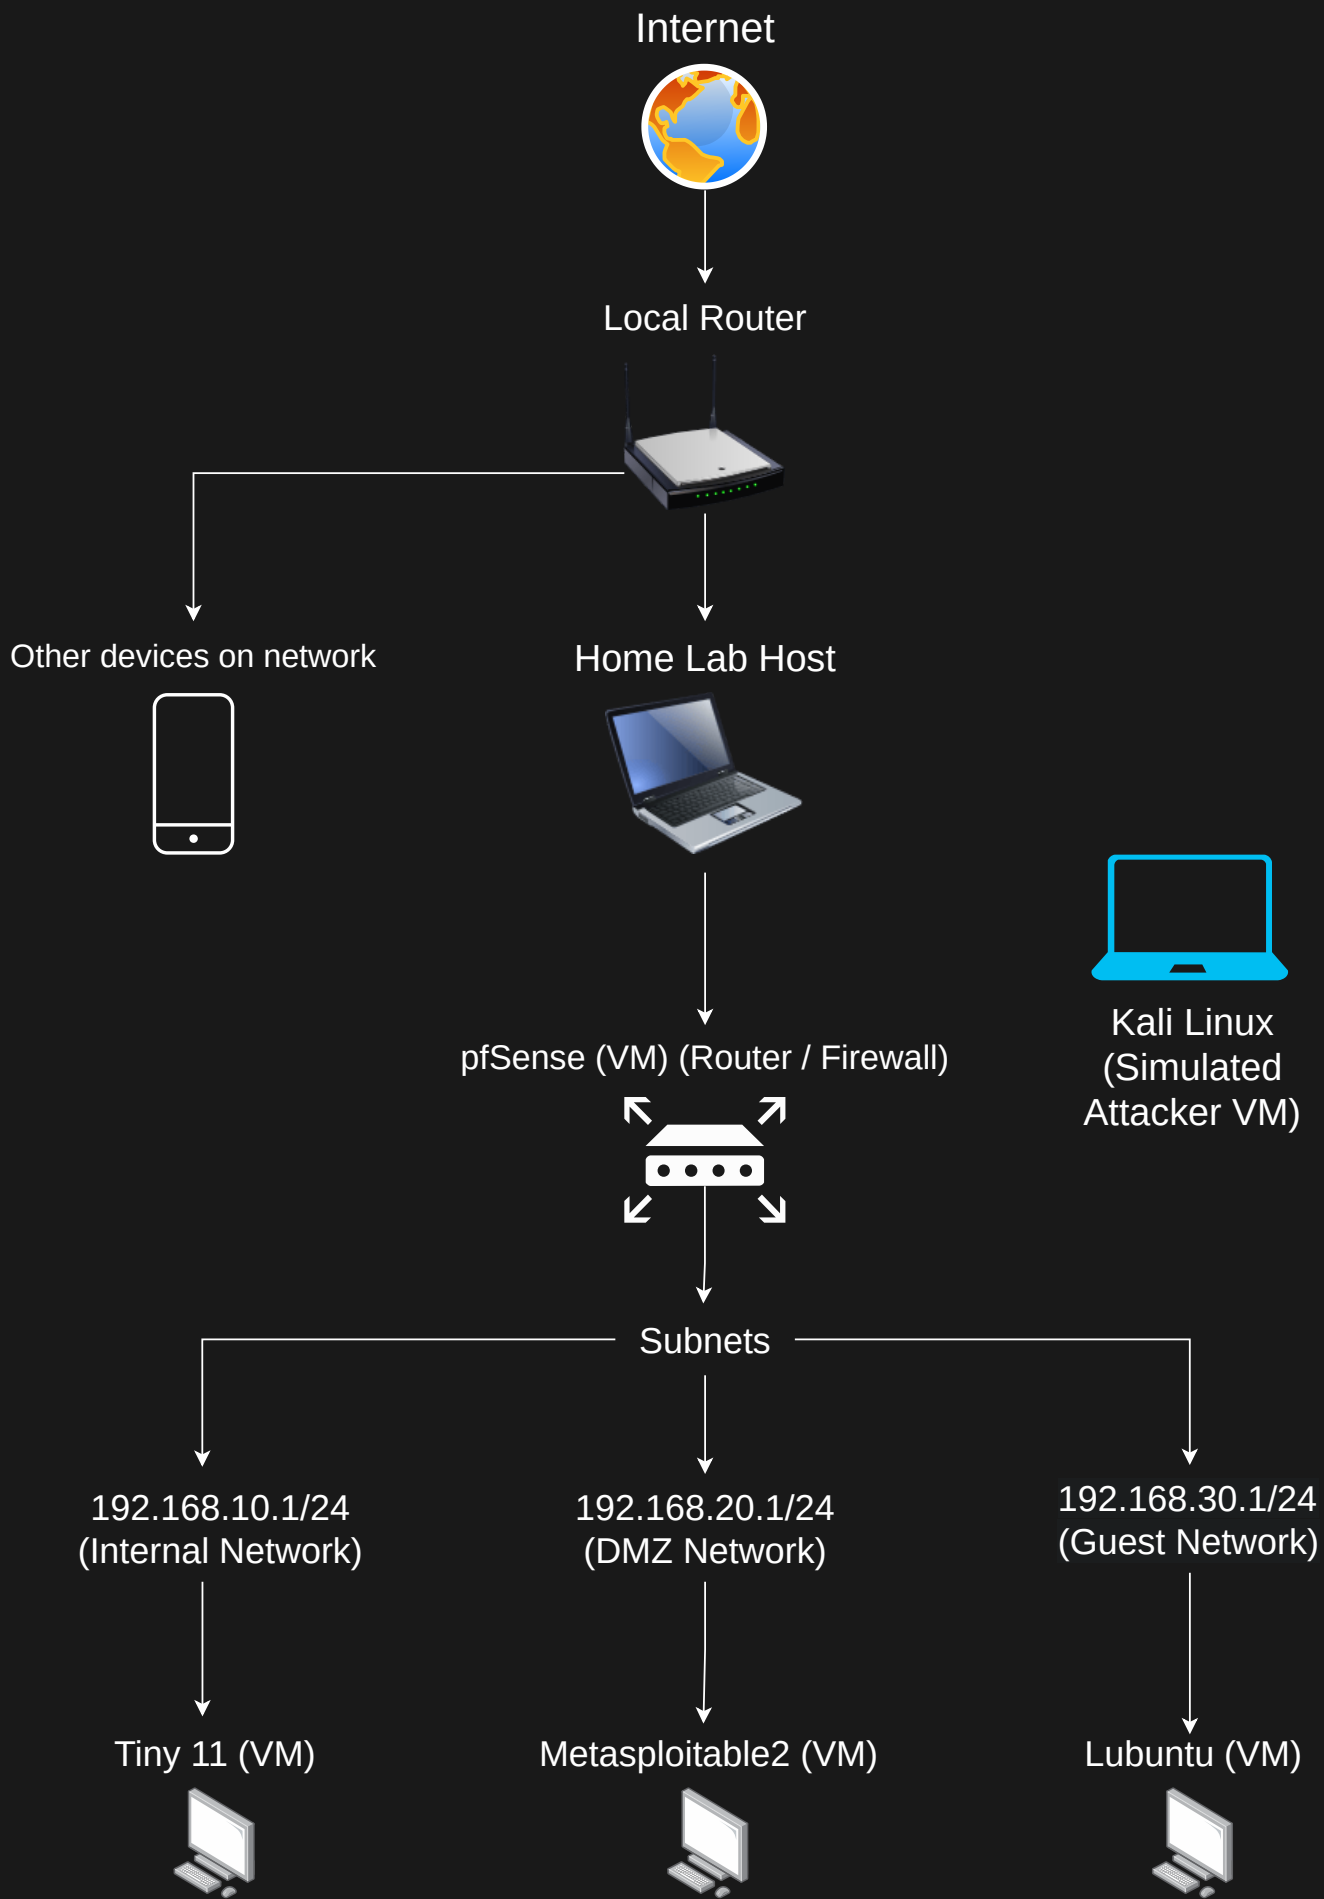 Internet
Local Router
Other devices on network
Home Lab Host
Kali Linux
(Simulated
Attacker VM)
pfSense (VM) (Router / Firewall)
Subnets
192.168.10.1/24
(Internal Network)
192.168.20.1/24
(DMZ Network)
192.168.30.1/24
(Guest Network)
Tiny 11 (VM)
Metasploitable2 (VM)
Lubuntu (VM)